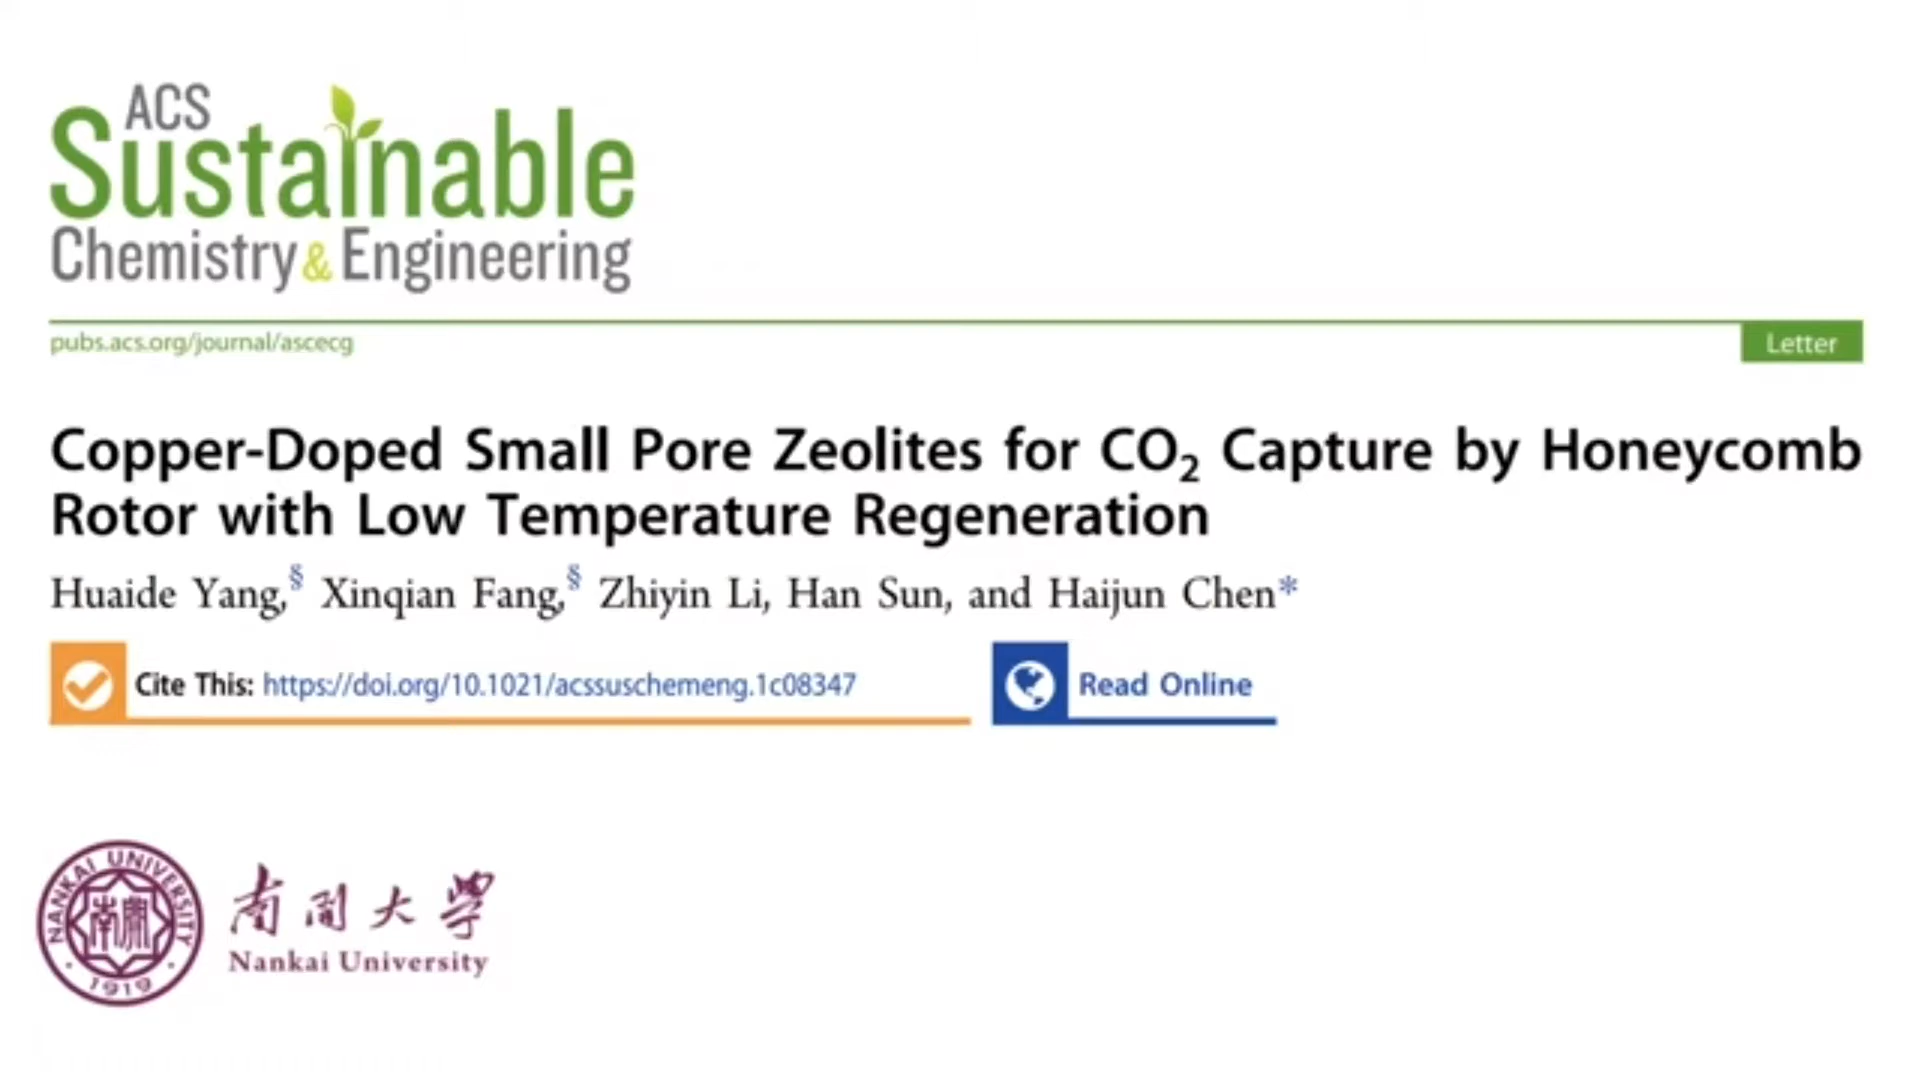 ACS
Sustainable
Chemistry & Engineering
pubs.acs.org/journal/ascecg
Letter
Copper-Doped Small Pore Zeolites for CO₂ Capture by Honeycomb
Rotor with Low Temperature Regeneration
Huaide Yang,§ Xinqian Fang,§ Zhiyin Li, Han Sun, and Haijun Chen*
Cite This: https://doi.org/10.1021/acssuschemeng.1c08347
Read Online
NANKAI UNIVERSITY
南開
1919
南開大學
Nankai University